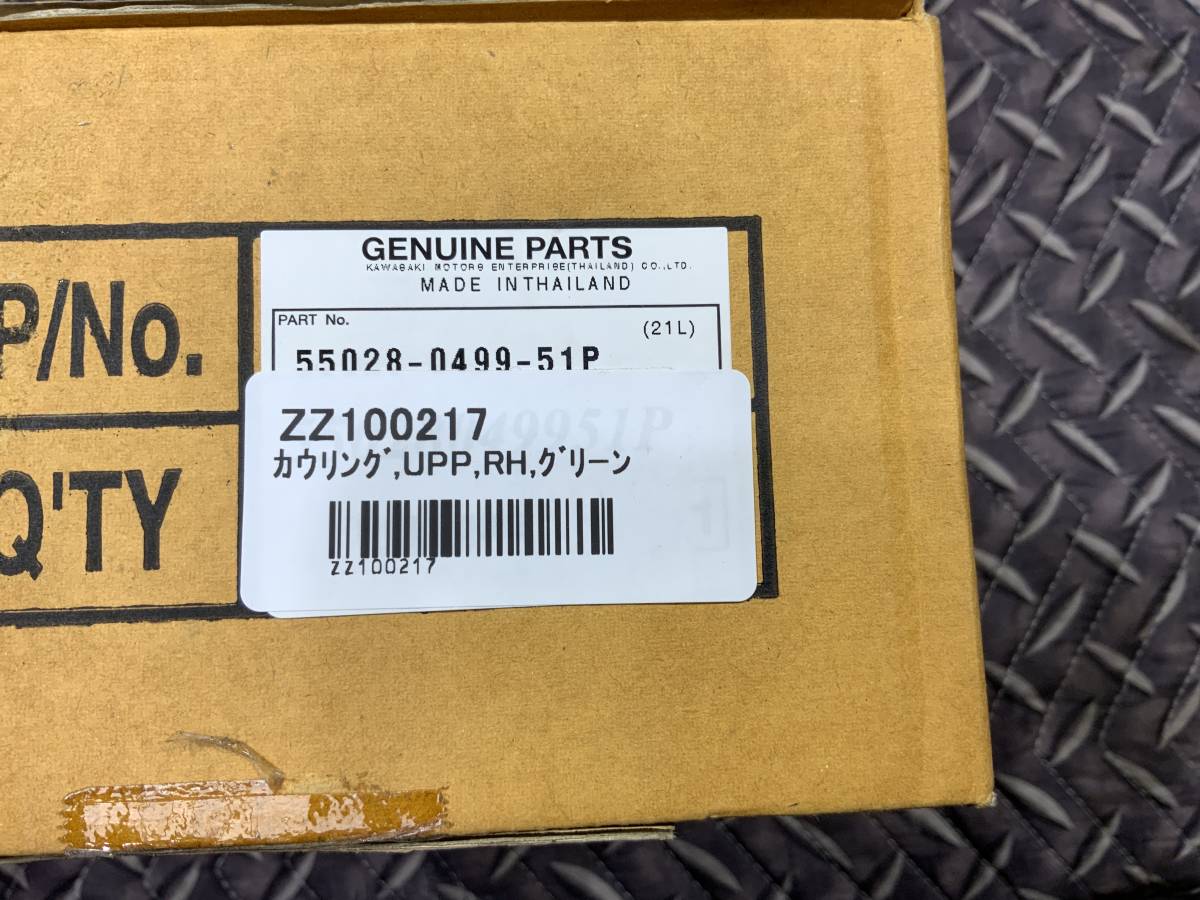 P/No.
GENUINE PARTS
KAWASAKI MOTORS ENTERPRISE(THAILAND) CO.,LTD.
MADE INTHAILAND
PART No.
(21L)
55028-0499-51P
Q'TY
ZZ100217
ｶｳﾘﾝｸﾞ,UPP,RH,ｸﾞﾘｰﾝ
ZZ100217
49951P